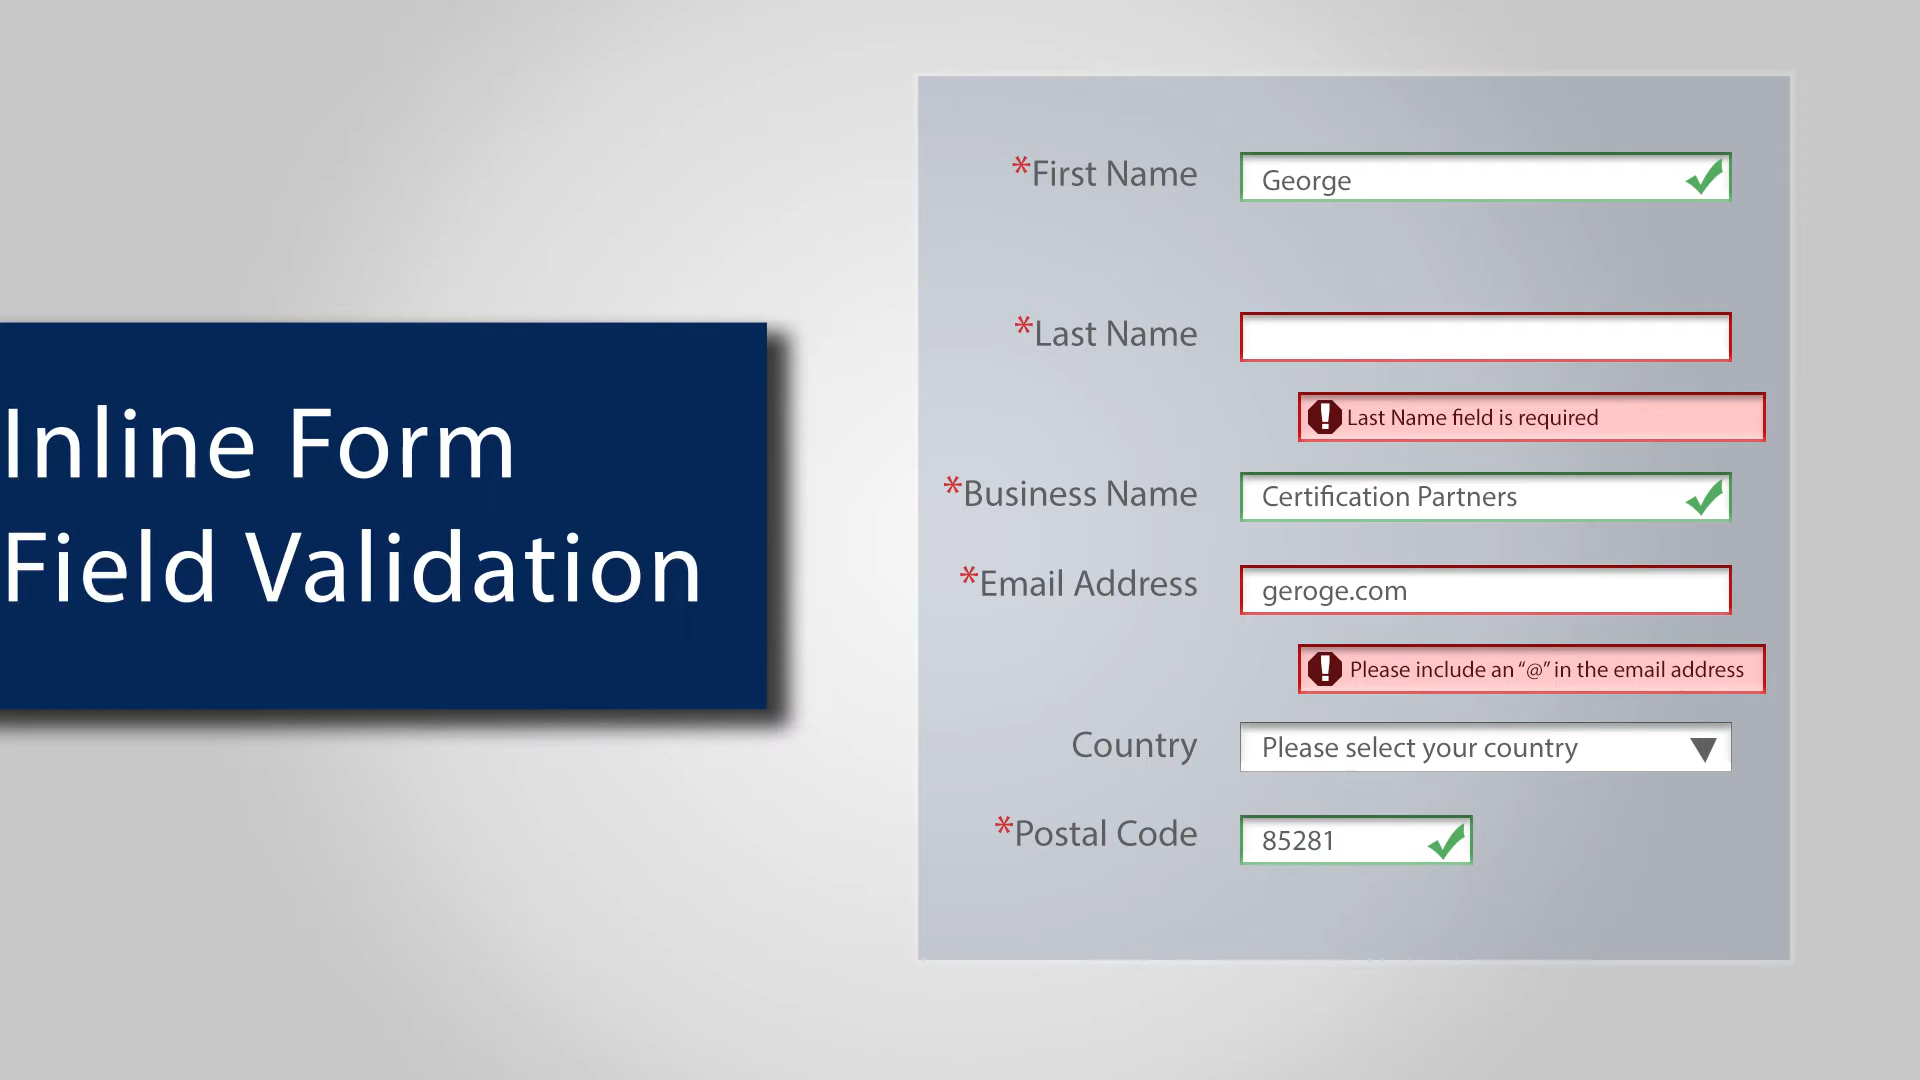 Inline Form
Field Validation
*First Name
George
*Last Name
Last Name field is required
*Business Name
Certification Partners
*Email Address
geroge.com
Please include an “@” in the email address
Country
Please select your country
*Postal Code
85281